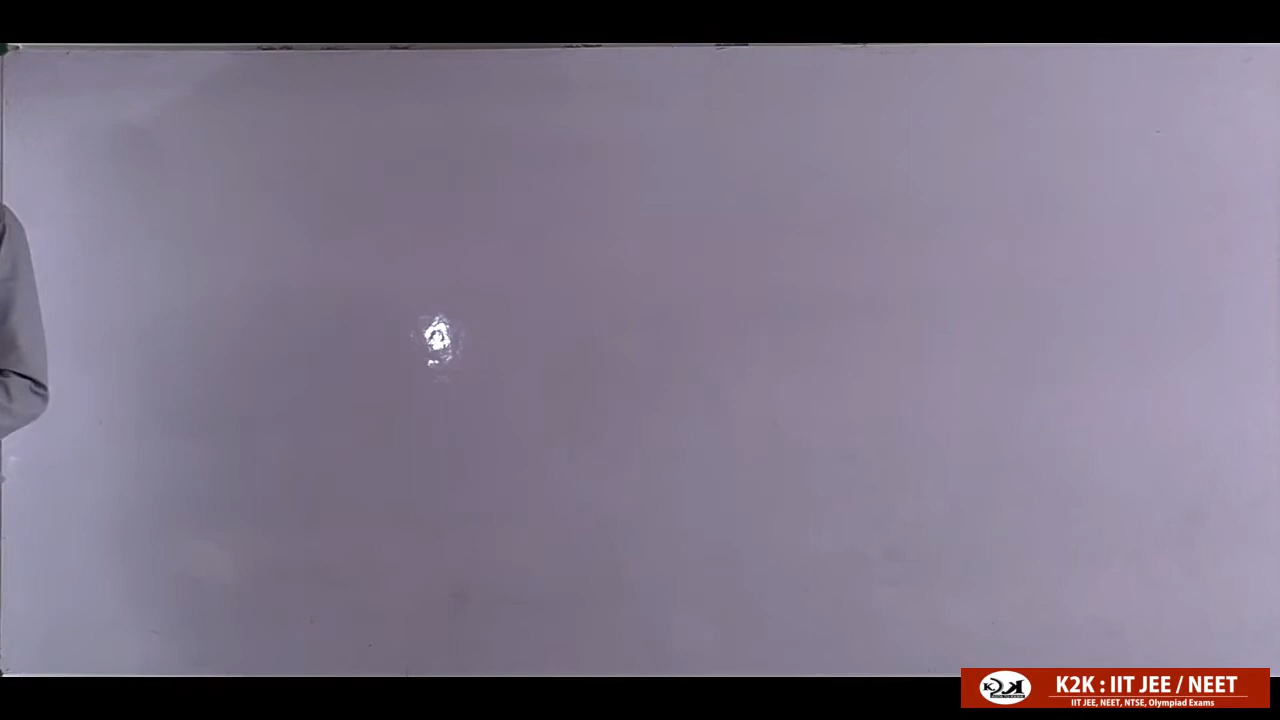 K2K : IIT JEE / NEET
IIT JEE, NEET, NTSE, Olympiad Exams